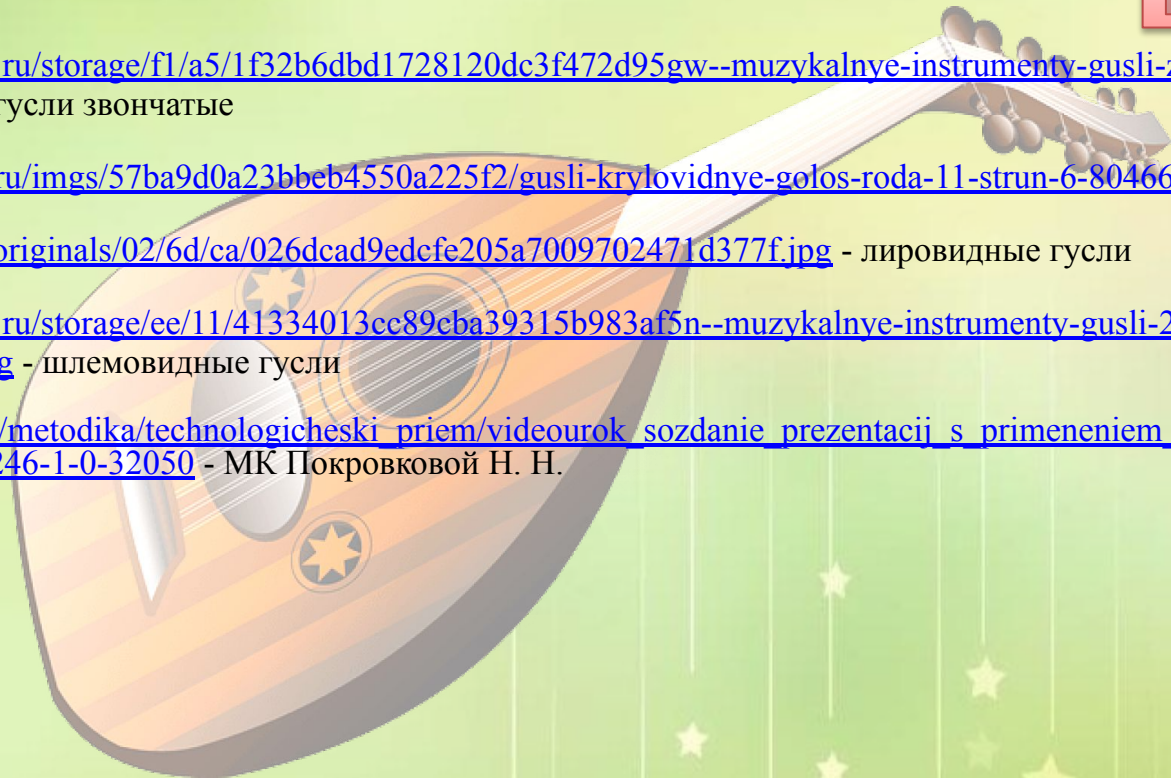 ru/storage/f1/a5/1f32b6dbd1728120dc3f472d95gw--muzykalnye-instrumenty-gusli-z
гусли звончатые
ru/imgs/57ba9d0a23bbeb4550a225f2/gusli-krylovidnye-golos-roda-11-strun-6-80466
originals/02/6d/ca/026dcad9edcfe205a7009702471d377f.jpg - лировидные гусли
ru/storage/ee/11/41334013cc89cba39315b983af5n--muzykalnye-instrumenty-gusli-2
g - шлемовидные гусли
/metodika/technologicheski_priem/videourok_sozdanie_prezentacij_s_primeneniem_
246-1-0-32050 - МК Покровковой Н. Н.